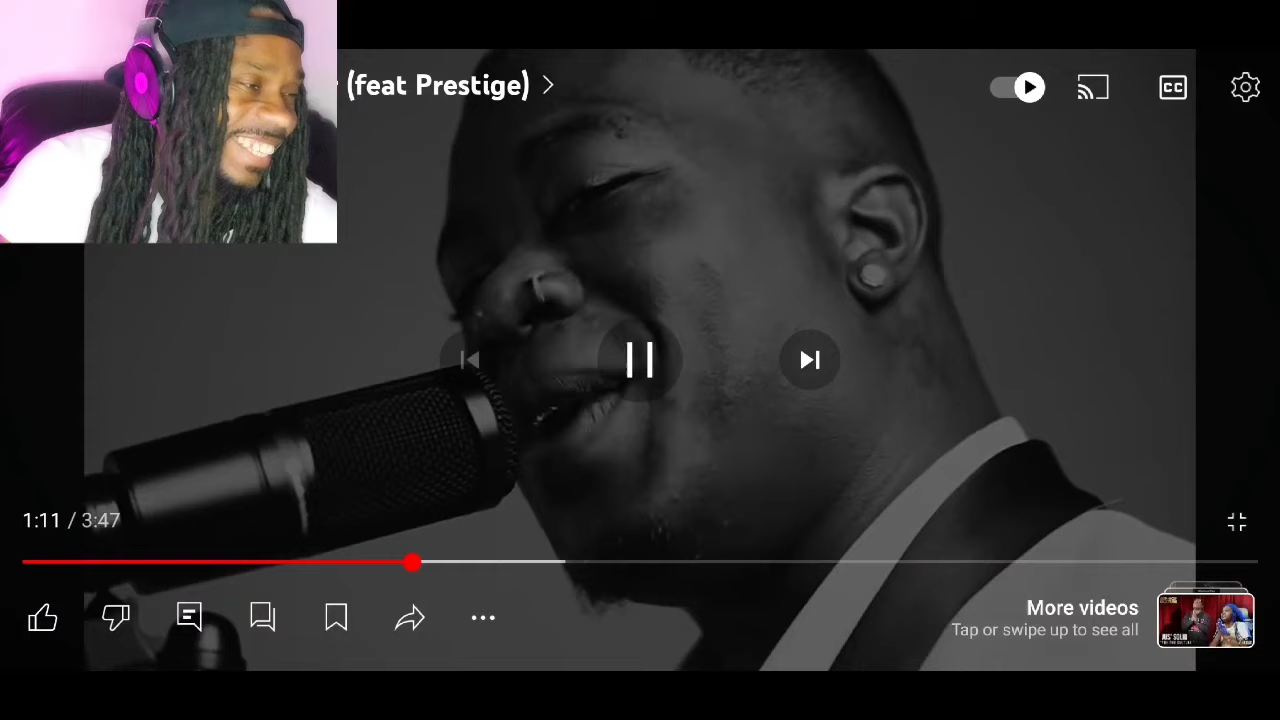 (feat Prestige)
CC
1:11 / 3:47
More videos
Tap or swipe up to see all